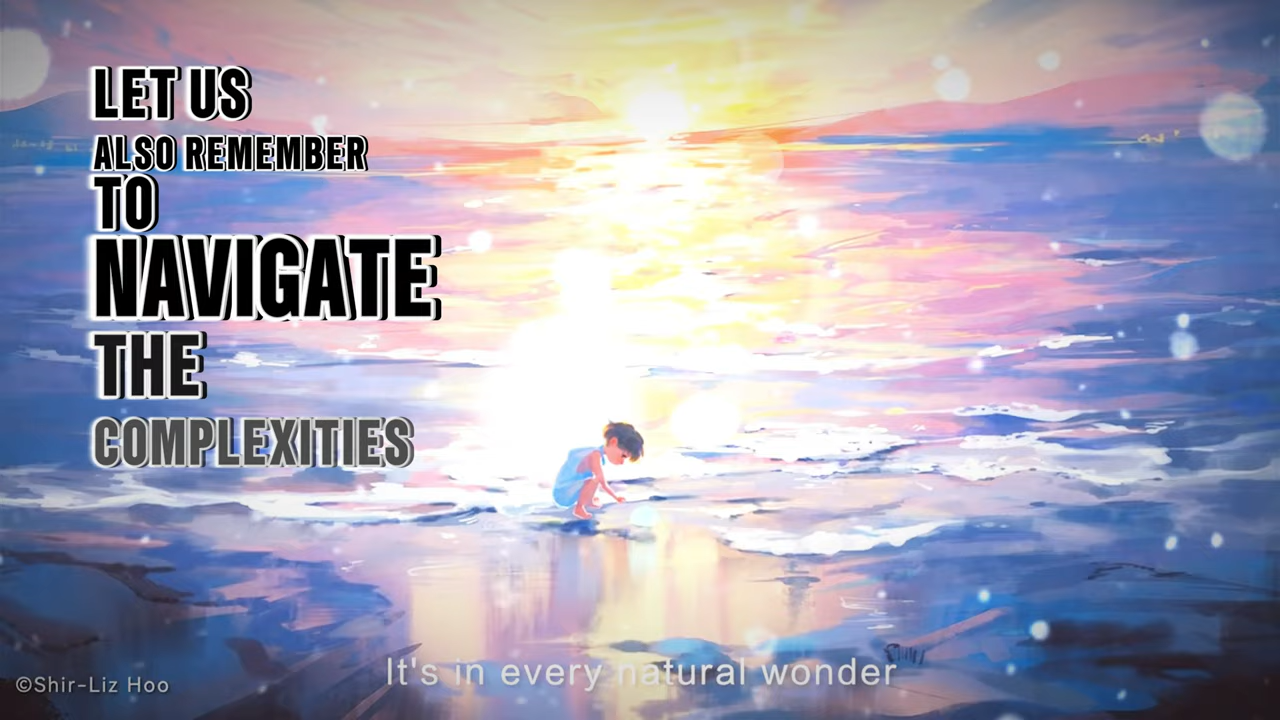 LET US
ALSO REMEMBER
TO
NAVIGATE
THE
COMPLEXITIES
It's in every natural wonder
©Shir-Liz Hoo